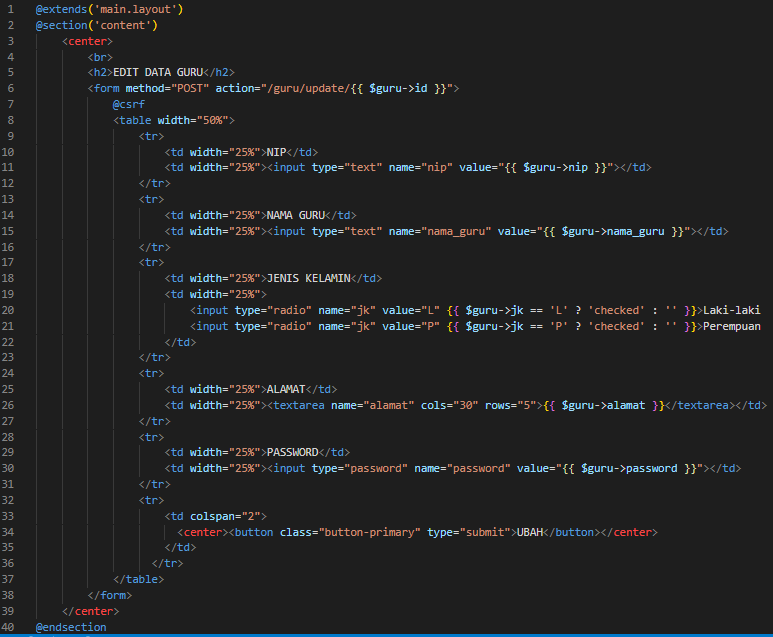 1 @extends('main.layout')
2 @section('content')
3 <center>
4 <br>
5 <h2>EDIT DATA GURU</h2>
6 <form method="POST" action="/guru/update/{{ $guru->id }}">
7 @csrf
8 <table width="50%">
9 <tr>
10 <td width="25%">NIP</td>
11 <td width="25%"><input type="text" name="nip" value="{{ $guru->nip }}"></td>
12 </tr>
13 <tr>
14 <td width="25%">NAMA GURU</td>
15 <td width="25%"><input type="text" name="nama_guru" value="{{ $guru->nama_guru }}"></td>
16 </tr>
17 <tr>
18 <td width="25%">JENIS KELAMIN</td>
19 <td width="25%">
20 <input type="radio" name="jk" value="L" {{ $guru->jk == 'L' ? 'checked' : '' }}>Laki-laki
21 <input type="radio" name="jk" value="P" {{ $guru->jk == 'P' ? 'checked' : '' }}>Perempuan
22 </td>
23 </tr>
24 <tr>
25 <td width="25%">ALAMAT</td>
26 <td width="25%"><textarea name="alamat" cols="30" rows="5">{{ $guru->alamat }}</textarea></td>
27 </tr>
28 <tr>
29 <td width="25%">PASSWORD</td>
30 <td width="25%"><input type="password" name="password" value="{{ $guru->password }}"></td>
31 </tr>
32 <tr>
33 <td colspan="2">
34 <center><button class="button-primary" type="submit">UBAH</button></center>
35 </td>
36 </tr>
37 </table>
38 </form>
39 </center>
40 @endsection